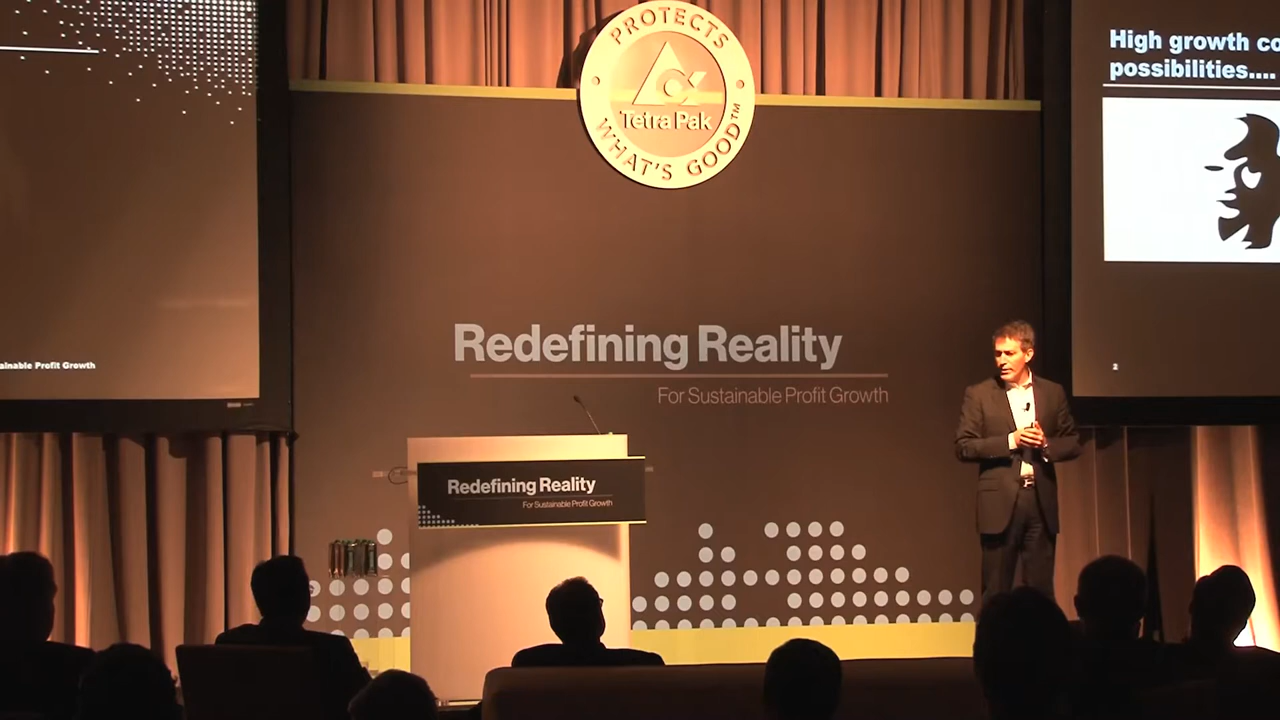 PROTECTS
Tetra Pak
WHAT'S GOOD™
High growth co
possibilities....
Redefining Reality
For Sustainable Profit Growth
ainable Profit Growth
2
Redefining Reality
For Sustainable Profit Growth